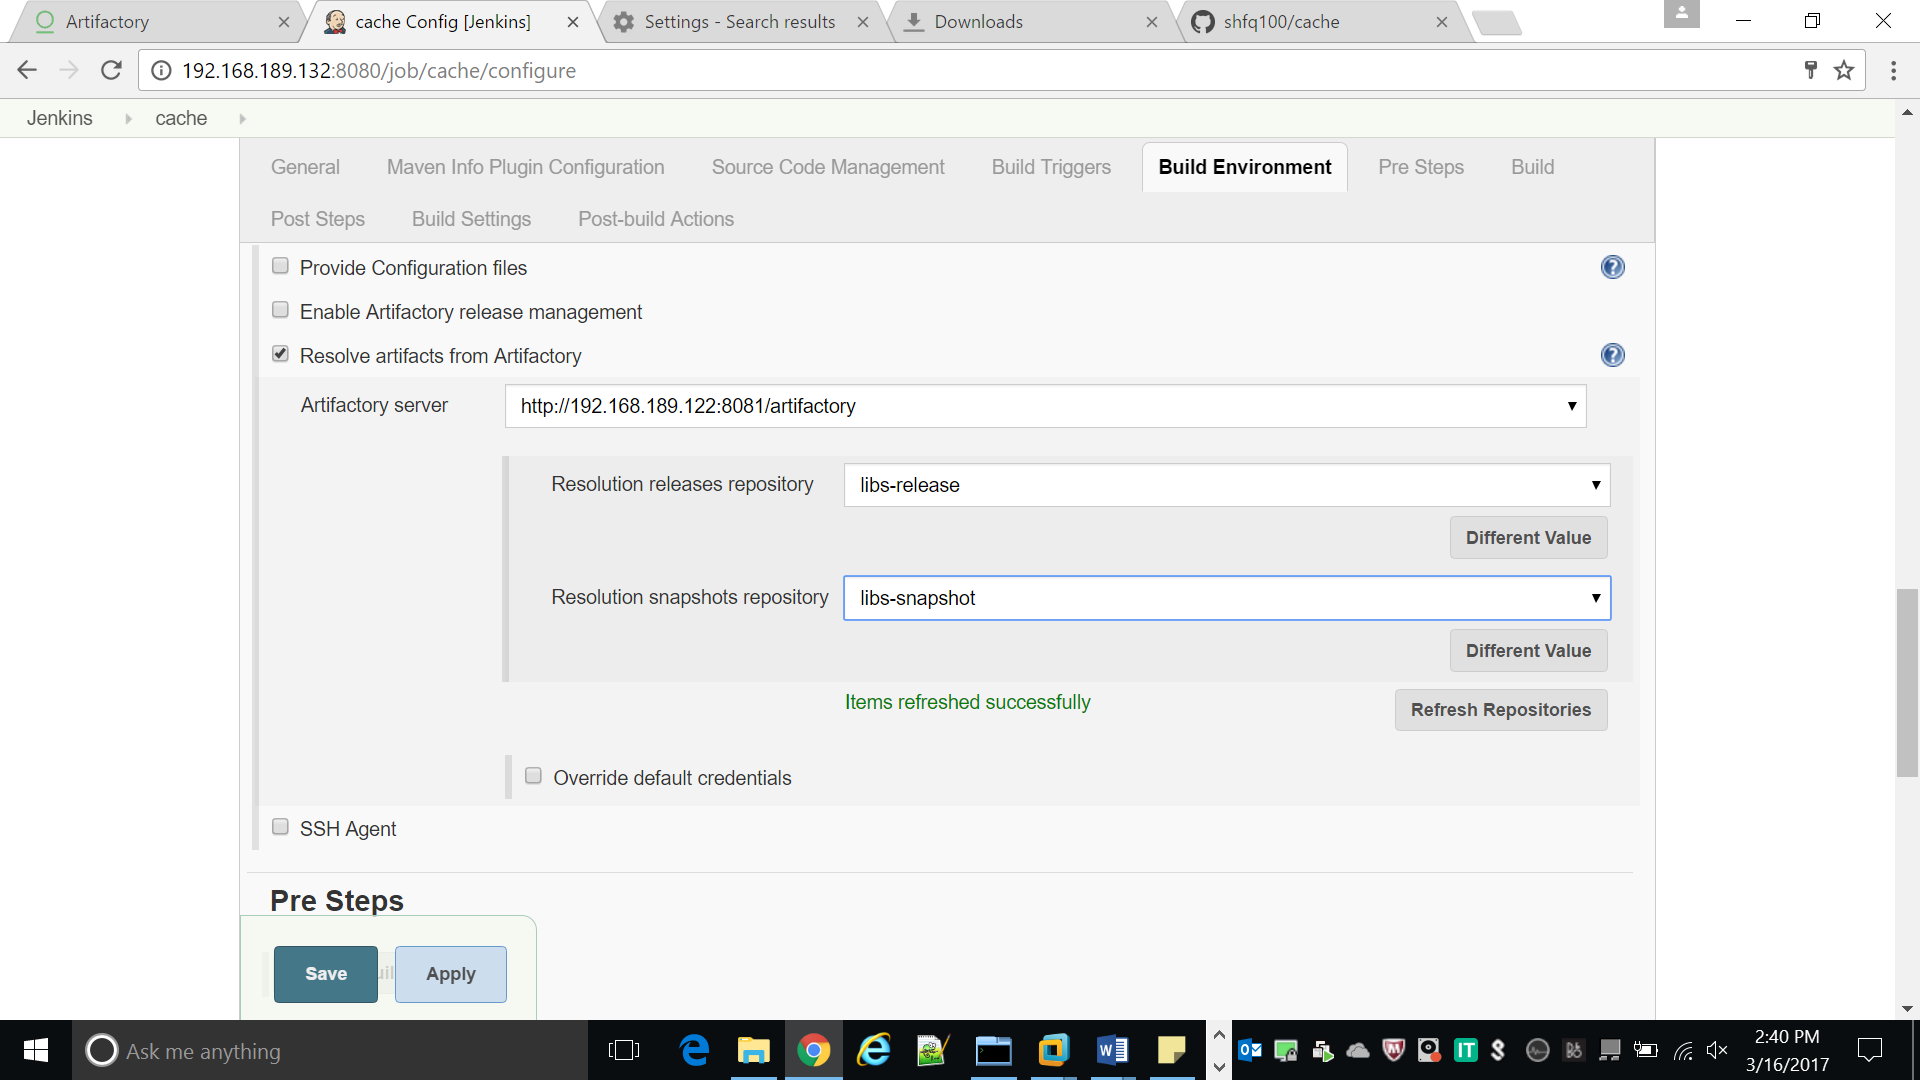 Artifactory
cache Config [Jenkins]
Settings - Search results
Downloads
shfq100/cache
192.168.189.132:8080/job/cache/configure
Jenkins
cache
General
Maven Info Plugin Configuration
Source Code Management
Build Triggers
Build Environment
Pre Steps
Build
Post Steps
Build Settings
Post-build Actions
Provide Configuration files
Enable Artifactory release management
Resolve artifacts from Artifactory
Artifactory server
http://192.168.189.122:8081/artifactory
Resolution releases repository
libs-release
Different Value
Resolution snapshots repository
libs-snapshot
Different Value
Items refreshed successfully
Refresh Repositories
Override default credentials
SSH Agent
Pre Steps
Save
Apply
Ask me anything
IT
2:40 PM
3/16/2017